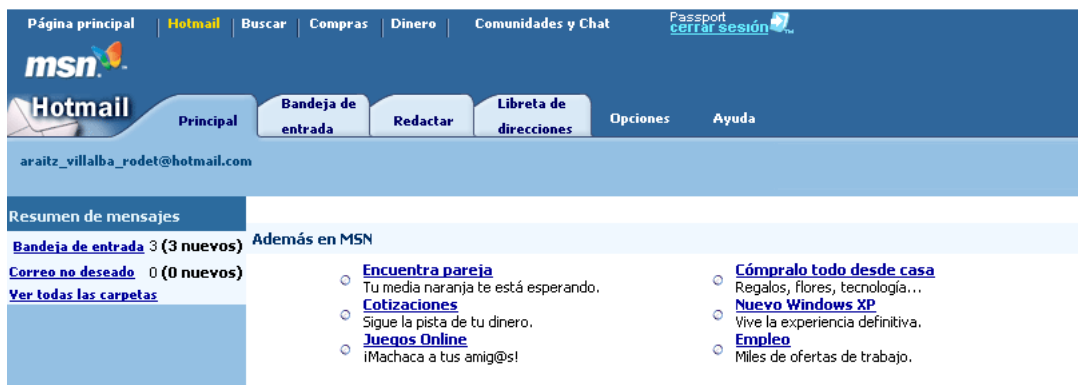 Página principal | Hotmail | Buscar | Compras | Dinero | Comunidades y Chat
Passport
cerrar sesión
msn
Hotmail
Principal
Bandeja de
entrada
Redactar
Libreta de
direcciones
Opciones
Ayuda
araitz_villalba_rodet@hotmail.com
Resumen de mensajes
Bandeja de entrada 3 (3 nuevos)
Correo no deseado 0 (0 nuevos)
Ver todas las carpetas
Además en MSN
Encuentra pareja
Tu media naranja te está esperando.
Cotizaciones
Sigue la pista de tu dinero.
Juegos Online
¡Machaca a tus amig@s!
Cómpralo todo desde casa
Regalos, flores, tecnología...
Nuevo Windows XP
Vive la experiencia definitiva.
Empleo
Miles de ofertas de trabajo.